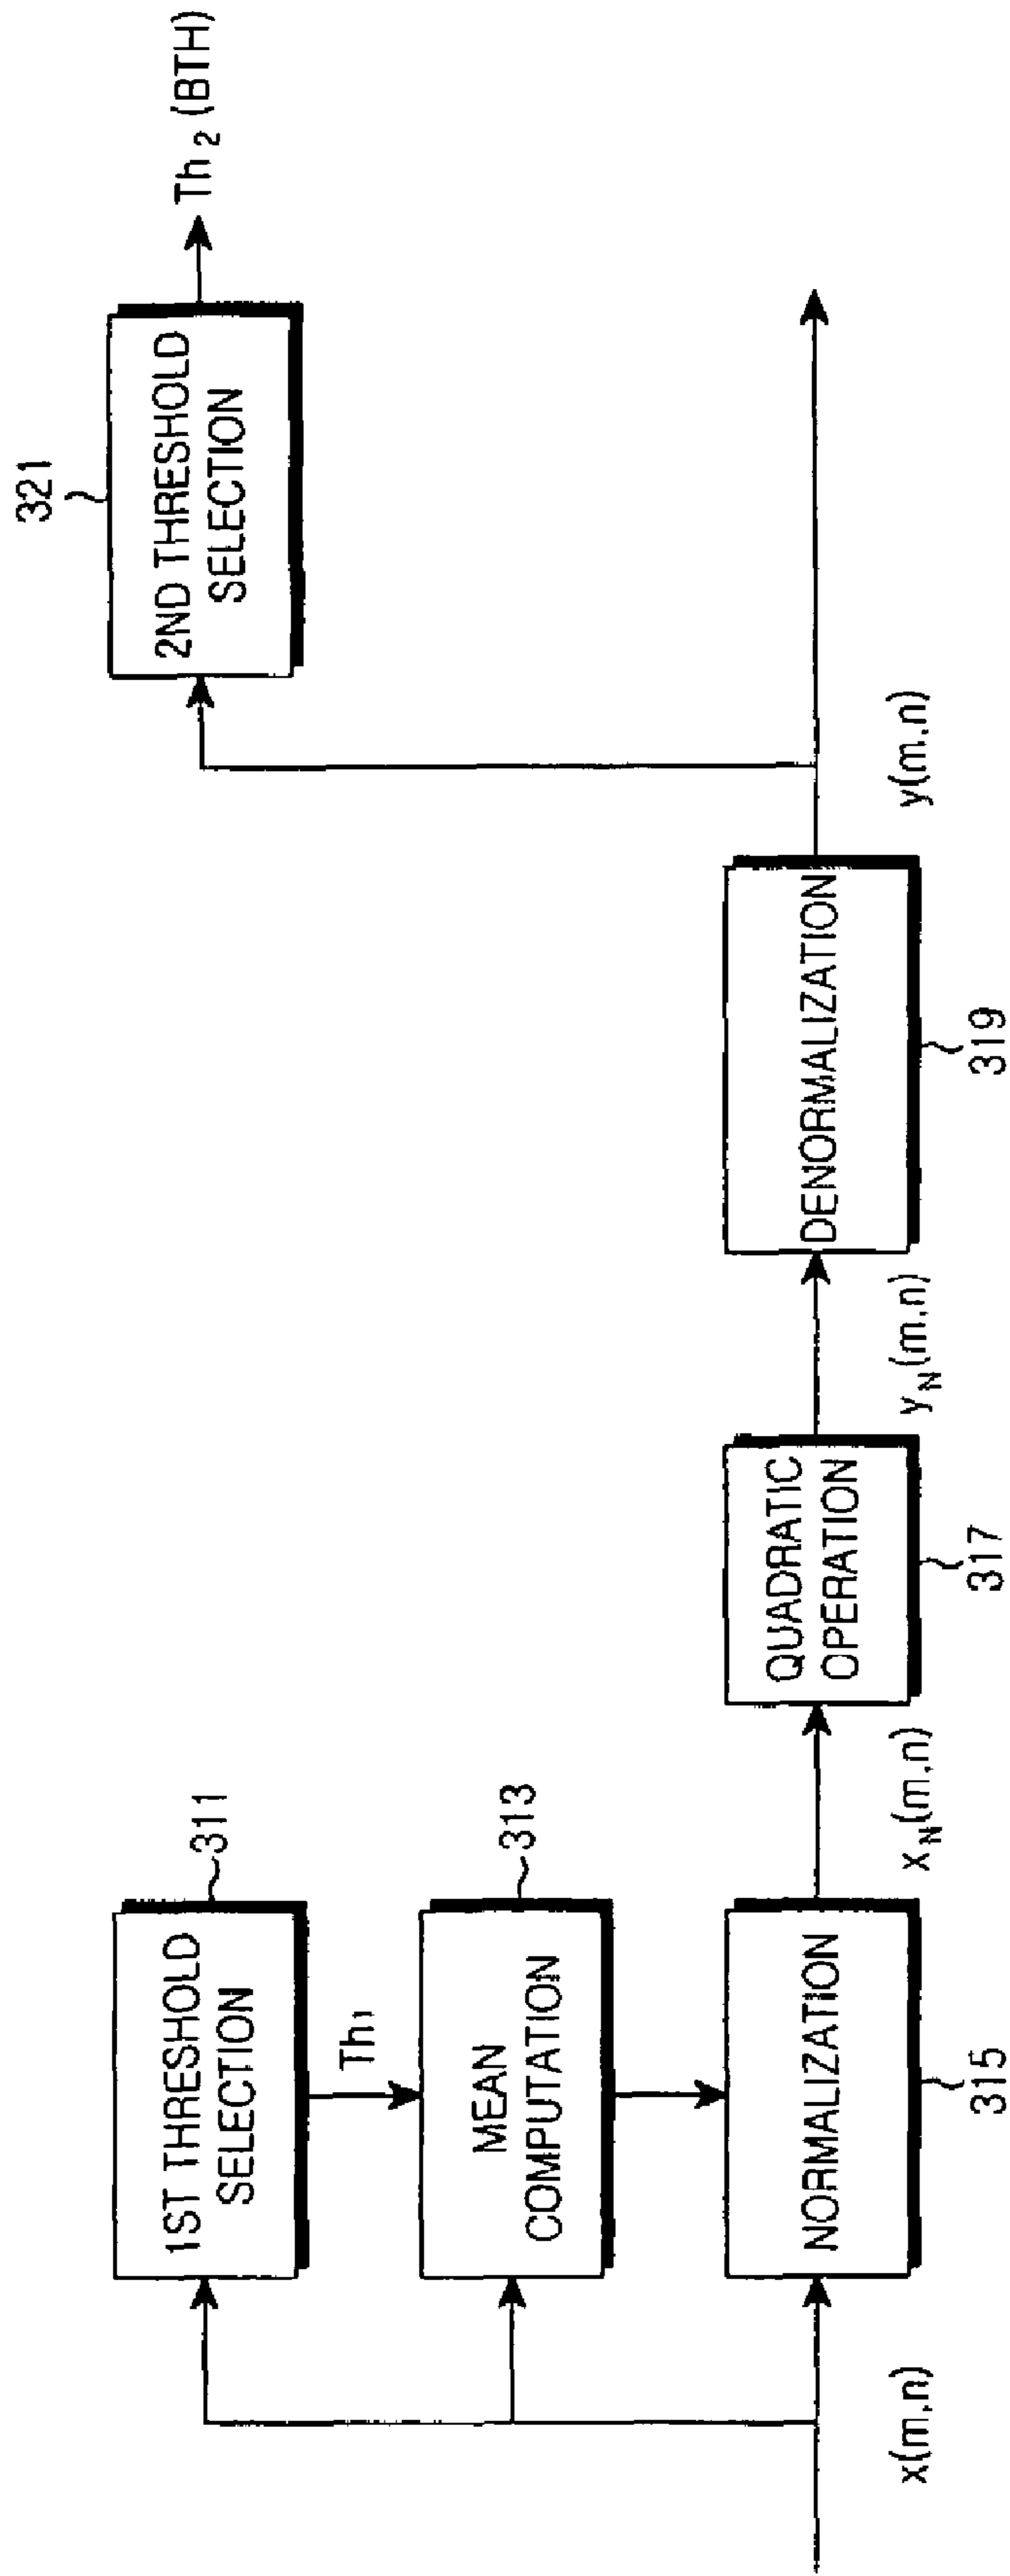 321
2ND THRESHOLD
SELECTION
Th2 (BTH)
311
1ST THRESHOLD
SELECTION
Th1
313
MEAN
COMPUTATION
x(m,n)
NORMALIZATION
315
xN(m,n)
QUADRATIC
OPERATION
317
yN(m,n)
DENORMALIZATION
319
y(m,n)